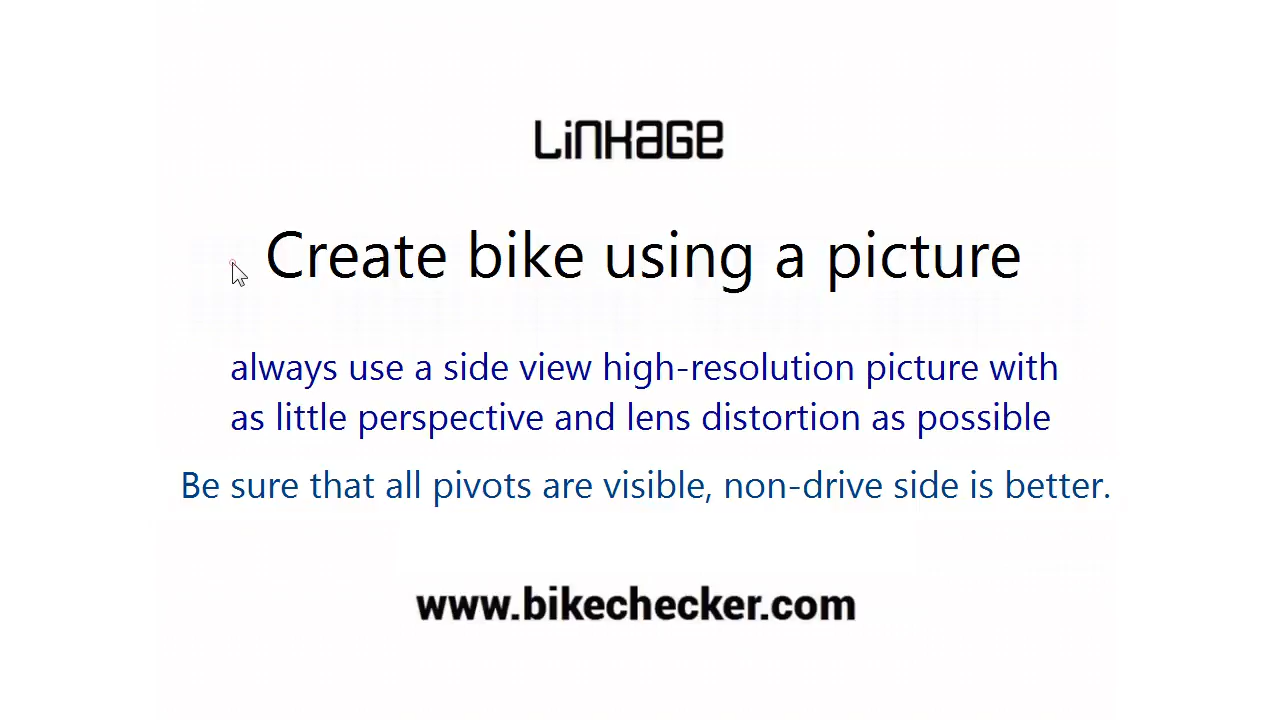 Linkage
Create bike using a picture
always use a side view high-resolution picture with
as little perspective and lens distortion as possible
Be sure that all pivots are visible, non-drive side is better.
www.bikechecker.com